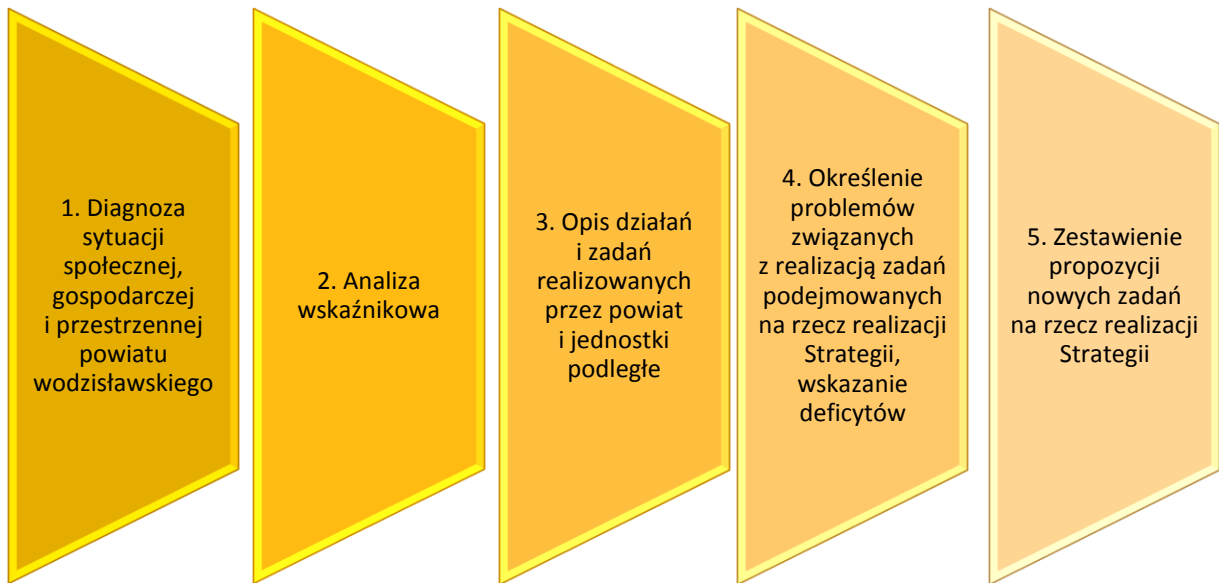 1. Diagnoza
sytuacji
społecznej,
gospodarczej
i przestrzennej
powiatu
wodzisławskiego
2. Analiza
wskaźnikowa
3. Opis działań
i zadań
realizowanych
przez powiat
i jednostki
podległe
4. Określenie
problemów
związanych
z realizacją zadań
podejmowanych
na rzecz realizacji
Strategii,
wskazanie
deficytów
5. Zestawienie
propozycji
nowych zadań
na rzecz realizacji
Strategii